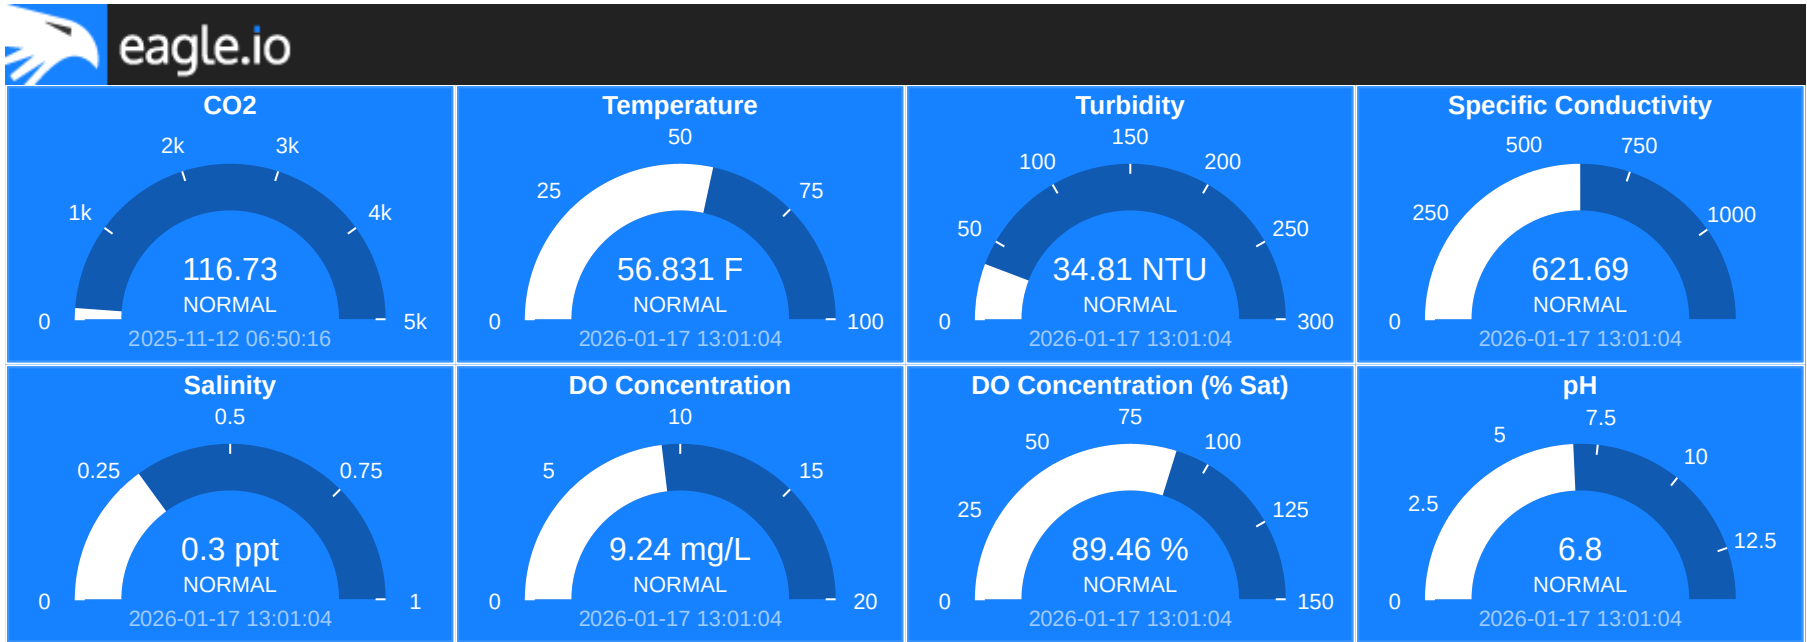 eagle.io
CO2
0
1k
2k
3k
4k
5k
116.73
NORMAL
2025-11-12 06:50:16
Temperature
0
25
50
75
100
56.831 F
NORMAL
2026-01-17 13:01:04
Turbidity
0
50
100
150
200
250
300
34.81 NTU
NORMAL
2026-01-17 13:01:04
Specific Conductivity
0
250
500
750
1000
621.69
NORMAL
2026-01-17 13:01:04
Salinity
0
0.25
0.5
0.75
1
0.3 ppt
NORMAL
2026-01-17 13:01:04
DO Concentration
0
5
10
15
20
9.24 mg/L
NORMAL
2026-01-17 13:01:04
DO Concentration (% Sat)
0
25
50
75
100
125
150
89.46 %
NORMAL
2026-01-17 13:01:04
pH
0
2.5
5
7.5
10
12.5
6.8
NORMAL
2026-01-17 13:01:04